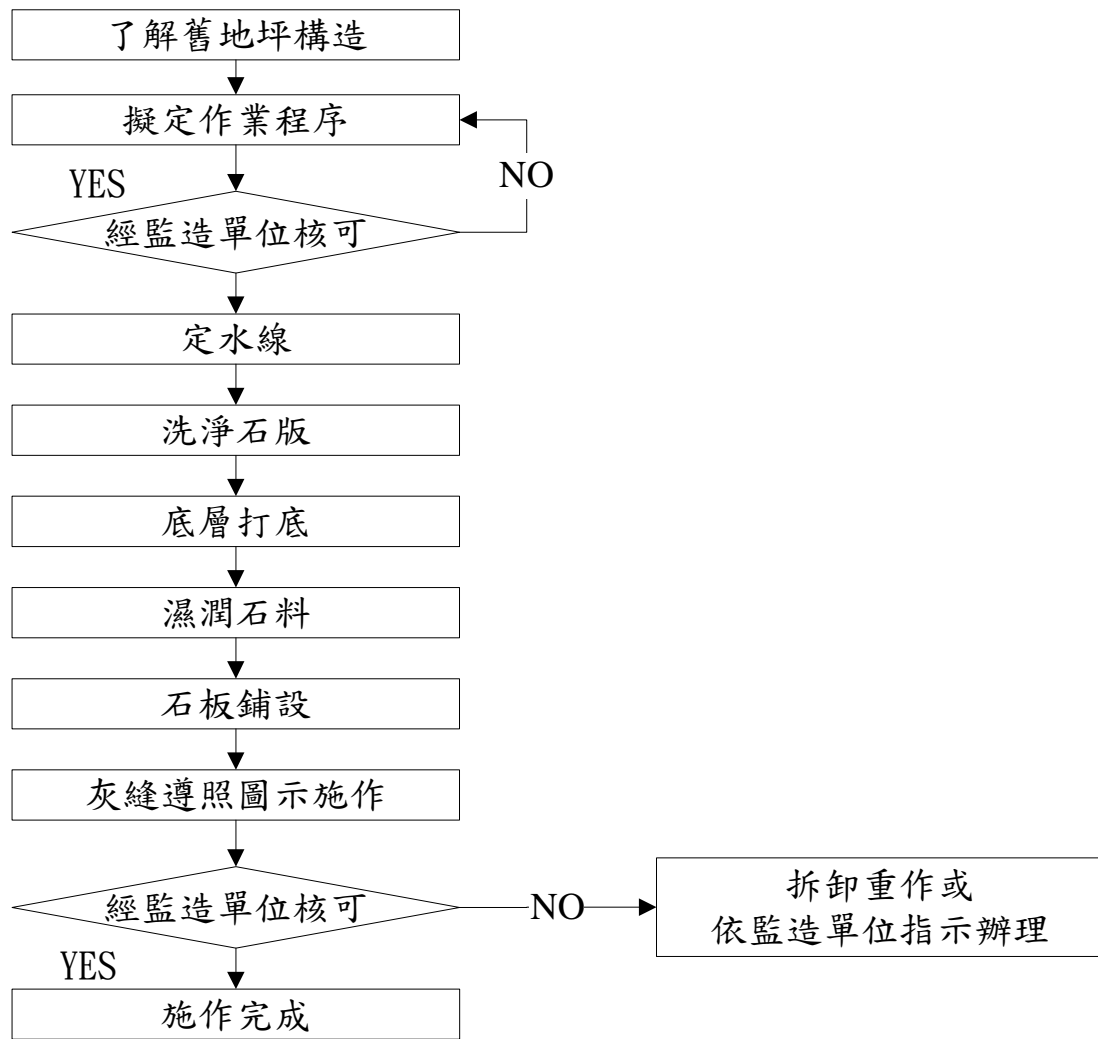 了解舊地坪構造
擬定作業程序
NO
YES
經監造單位核可
定水線
洗淨石版
底層打底
濕潤石料
石板鋪設
灰縫遵照圖示施作
經監造單位核可
NO
拆卸重作或
依監造單位指示辦理
YES
施作完成